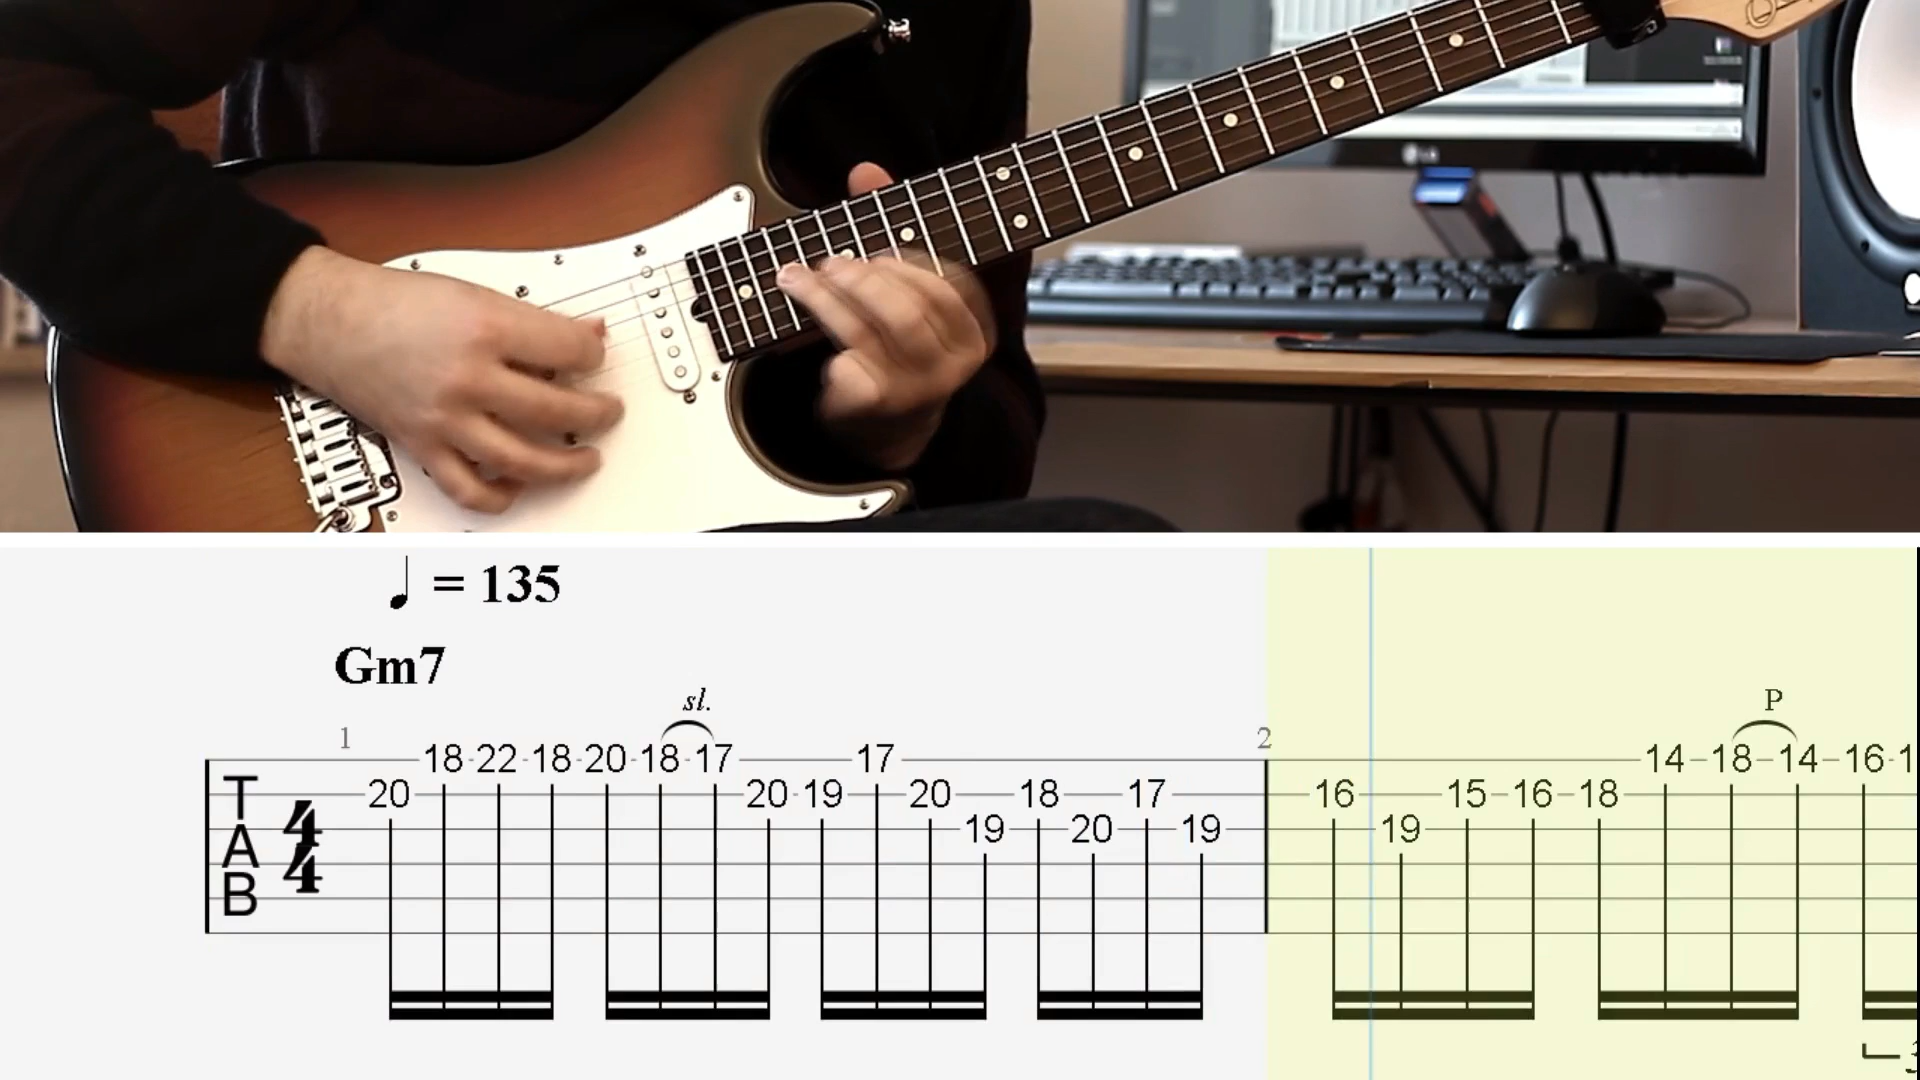 ♩ = 135
Gm7
sl.
P
1
2
18 22 18 20 18 17 17 14 18 14 16
T 20 20 19 20 18 17 16 15 16 18
A 4 19 20 19 19
B 4
LG